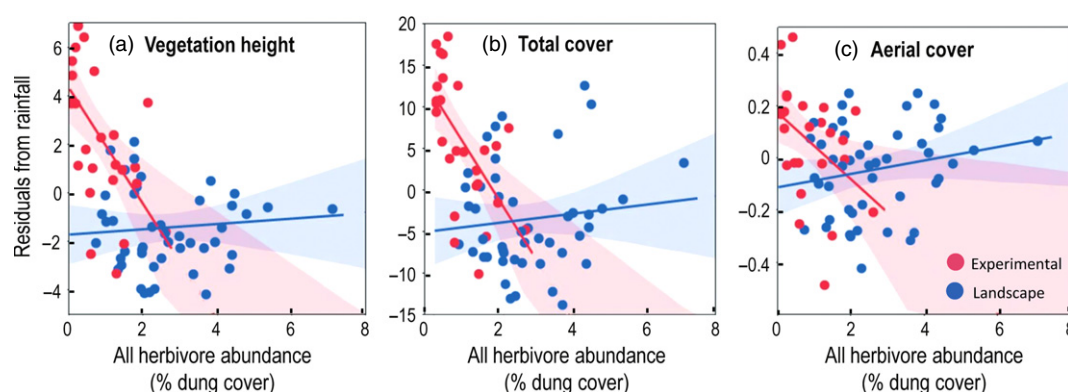 (a) Vegetation height
(b) Total cover
(c) Aerial cover
Residuals from rainfall
6
4
2
0
−2
−4
0 2 4 6 8
20
15
10
5
0
−5
−10
−15
0 2 4 6 8
0.4
0.2
0
−0.2
−0.4
0 2 4 6 8
Experimental
Landscape
All herbivore abundance
(% dung cover)
All herbivore abundance
(% dung cover)
All herbivore abundance
(% dung cover)